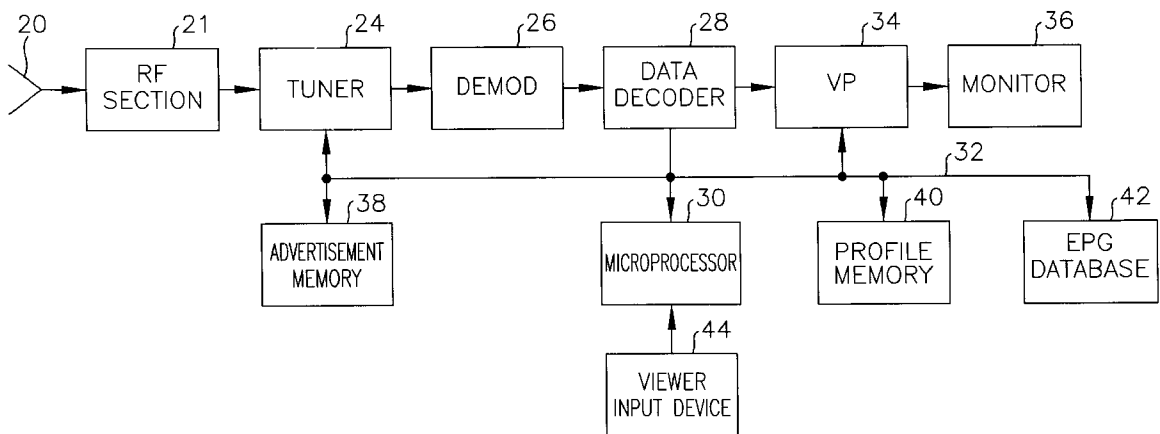 20
21
24
26
28
34
36
RF
SECTION
TUNER
DEMOD
DATA
DECODER
VP
MONITOR
32
38
30
40
42
ADVERTISEMENT
MEMORY
MICROPROCESSOR
PROFILE
MEMORY
EPG
DATABASE
44
VIEWER
INPUT DEVICE